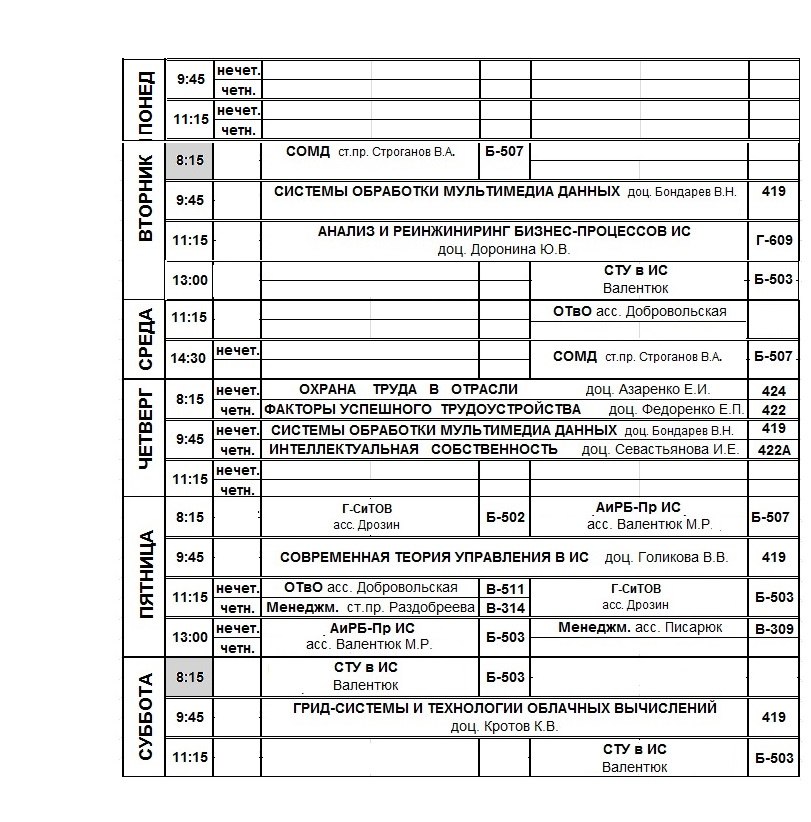 ПОНЕД
9:45 нечет.
четн.
11:15 нечет.
четн.
ВТОРНИК
8:15 СОМД ст.пр. Строганов В.А. Б-507
9:45 СИСТЕМЫ ОБРАБОТКИ МУЛЬТИМЕДИА ДАННЫХ доц. Бондарев В.Н. 419
11:15 АНАЛИЗ И РЕИНЖИНИРИНГ БИЗНЕС-ПРОЦЕССОВ ИС Г-609
доц. Доронина Ю.В.
13:00 СТУ в ИС Б-503
Валентюк
СРЕДА
11:15 ОТвО асс. Добровольская
14:30 нечет. СОМД ст.пр. Строганов В.А. Б-507
ЧЕТВЕРГ
8:15 нечет. ОХРАНА ТРУДА В ОТРАСЛИ доц. Азаренко Е.И. 424
четн. ФАКТОРЫ УСПЕШНОГО ТРУДОУСТРОЙСТВА доц. Федоренко Е.П. 422
9:45 нечет. СИСТЕМЫ ОБРАБОТКИ МУЛЬТИМЕДИА ДАННЫХ доц. Бондарев В.Н. 419
четн. ИНТЕЛЛЕКТУАЛЬНАЯ СОБСТВЕННОСТЬ доц. Севастьянова И.Е. 422А
11:15 нечет.
четн.
ПЯТНИЦА
8:15 Г-СиТОВ Б-502 АиРБ-Пр ИС Б-507
асс. Дрозин асс. Валентюк М.Р.
9:45 СОВРЕМЕННАЯ ТЕОРИЯ УПРАВЛЕНИЯ В ИС доц. Голикова В.В. 419
11:15 нечет. ОТвО асс. Добровольская В-511 Г-СиТОВ Б-503
четн. Менеджм. ст.пр. Раздобреева В-314 асс. Дрозин
13:00 нечет. АиРБ-Пр ИС Б-503 Менеджм. асс. Писарюк В-309
четн. асс. Валентюк М.Р.
СУББОТА
8:15 СТУ в ИС Б-503
Валентюк
9:45 ГРИД-СИСТЕМЫ И ТЕХНОЛОГИИ ОБЛАЧНЫХ ВЫЧИСЛЕНИЙ 419
доц. Кротов К.В.
11:15 СТУ в ИС Б-503
Валентюк